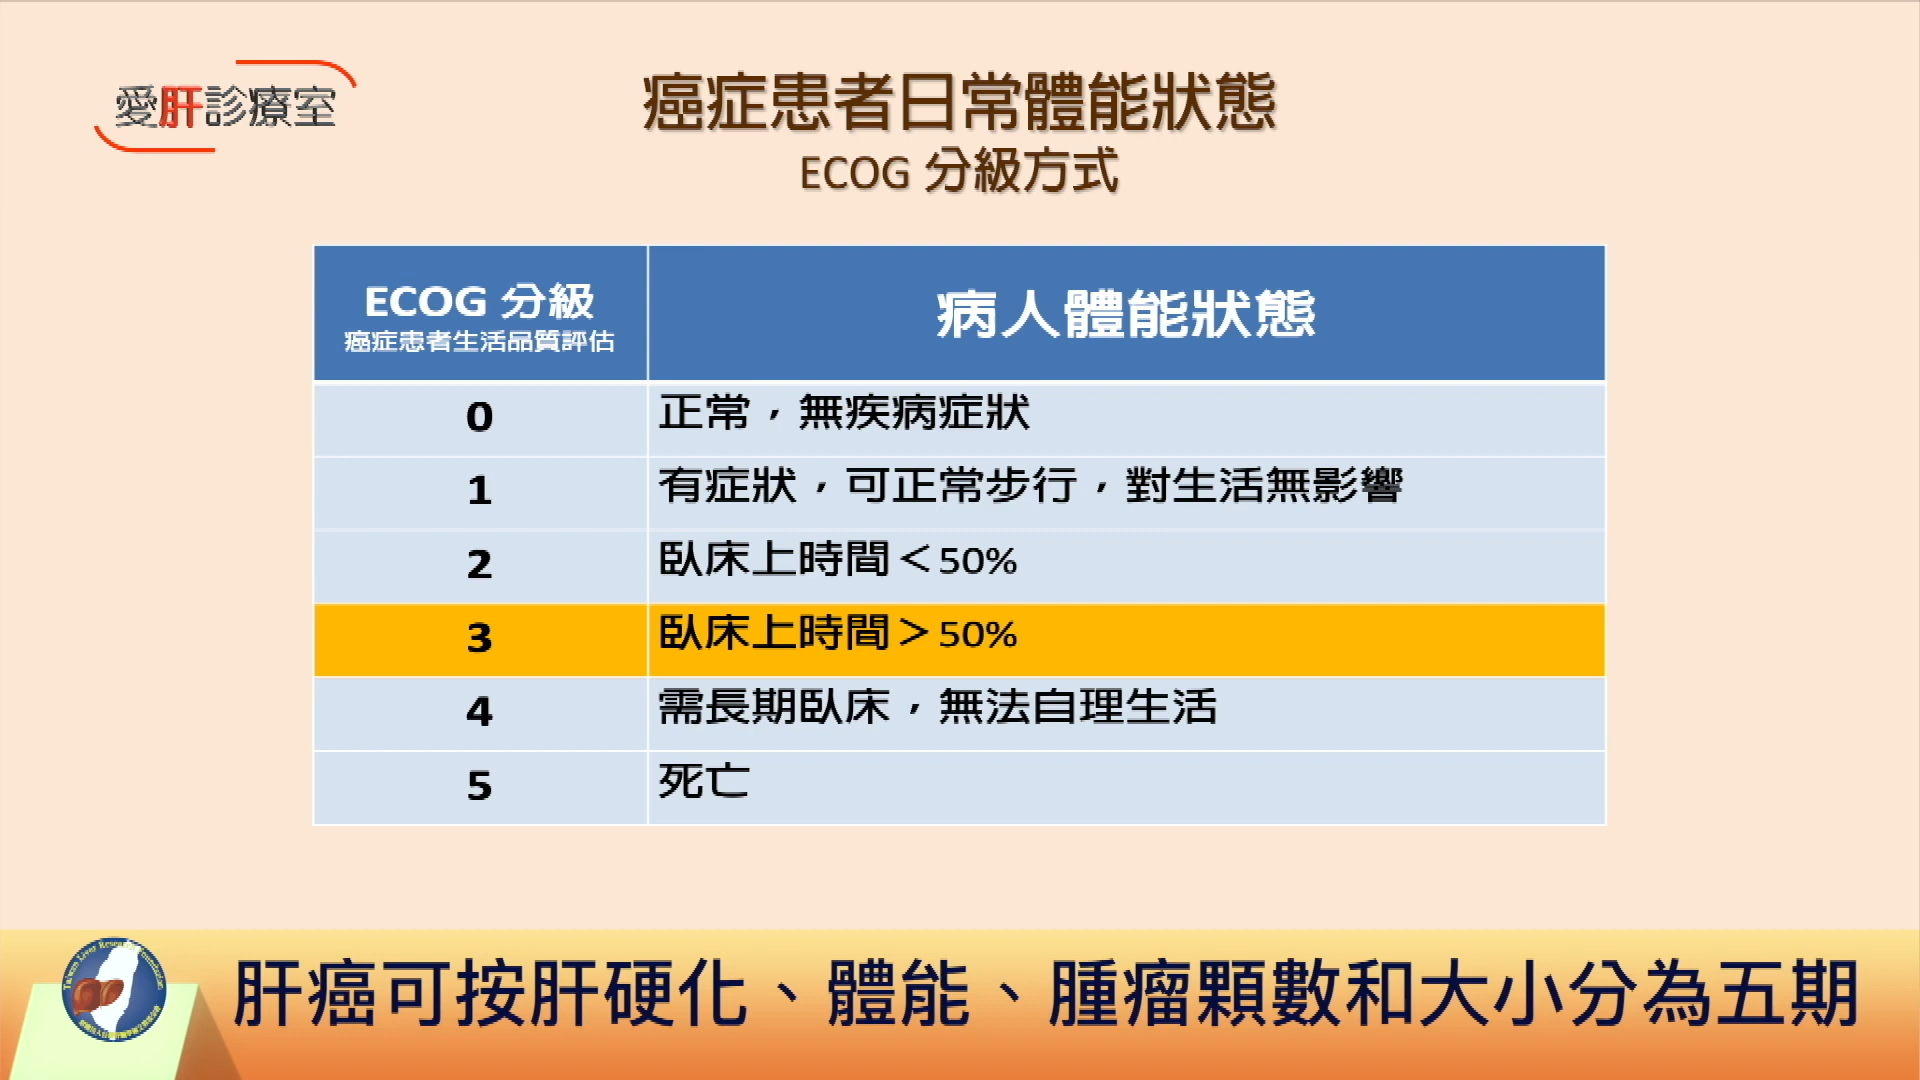 愛肝診療室
癌症患者日常體能狀態
ECOG 分級方式
ECOG 分級
癌症患者生活品質評估
病人體能狀態
0 正常，無疾病症狀
1 有症狀，可正常步行，對生活無影響
2 臥床上時間＜50%
3 臥床上時間＞50%
4 需長期臥床，無法自理生活
5 死亡
Taiwan Liver Research Foundation
肝癌可按肝硬化、體能、腫瘤顆數和大小分為五期